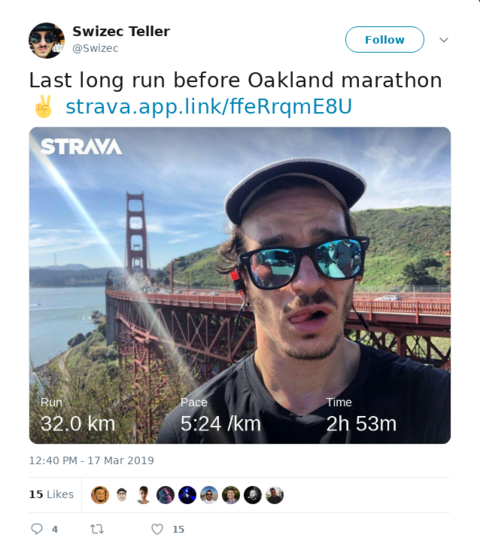 Swizec Teller
@Swizec
Follow
Last long run before Oakland marathon
✌ strava.app.link/ffeRrqmE8U
STRAVA
Run Pace Time
32.0 km 5:24 /km 2h 53m
12:40 PM - 17 Mar 2019
15 Likes
4 15